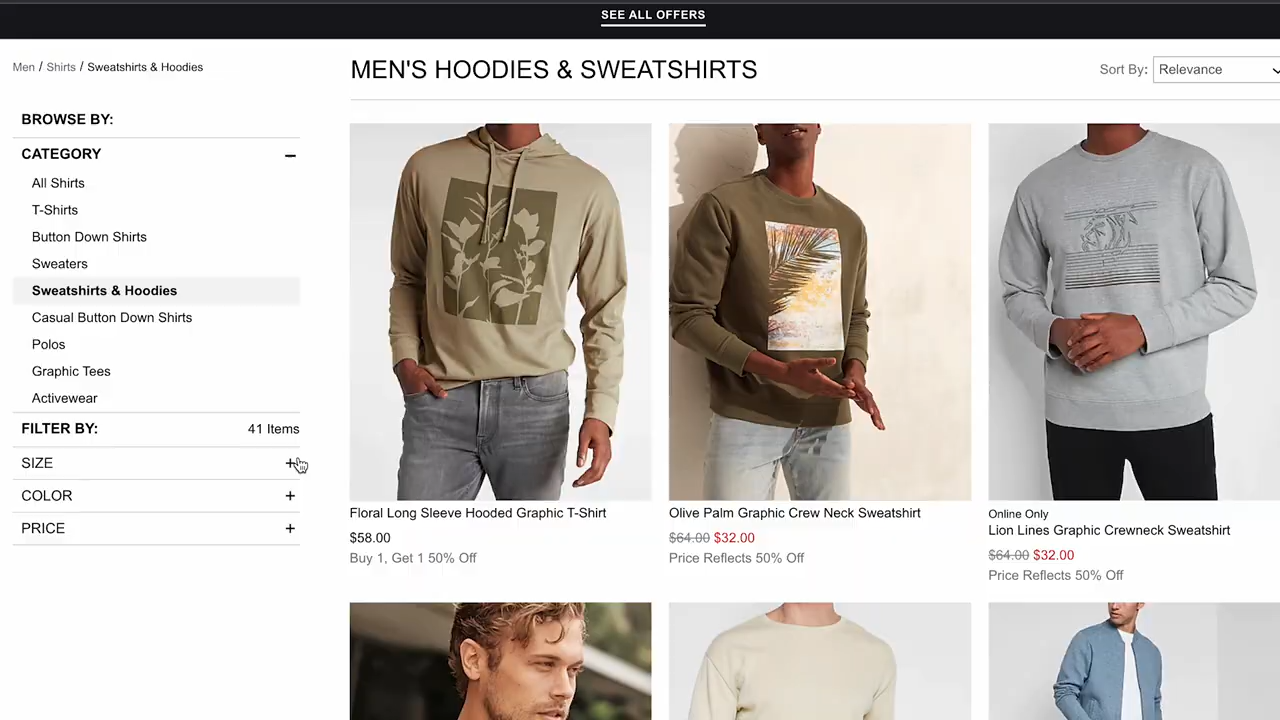 SEE ALL OFFERS
Men / Shirts / Sweatshirts & Hoodies
MEN'S HOODIES & SWEATSHIRTS
Sort By: Relevance
BROWSE BY:
CATEGORY
All Shirts
T-Shirts
Button Down Shirts
Sweaters
Sweatshirts & Hoodies
Casual Button Down Shirts
Polos
Graphic Tees
Activewear
FILTER BY: 41 Items
SIZE +
COLOR +
PRICE +
Floral Long Sleeve Hooded Graphic T-Shirt
$58.00
Buy 1, Get 1 50% Off
Olive Palm Graphic Crew Neck Sweatshirt
$64.00 $32.00
Price Reflects 50% Off
Online Only
Lion Lines Graphic Crewneck Sweatshirt
$64.00 $32.00
Price Reflects 50% Off